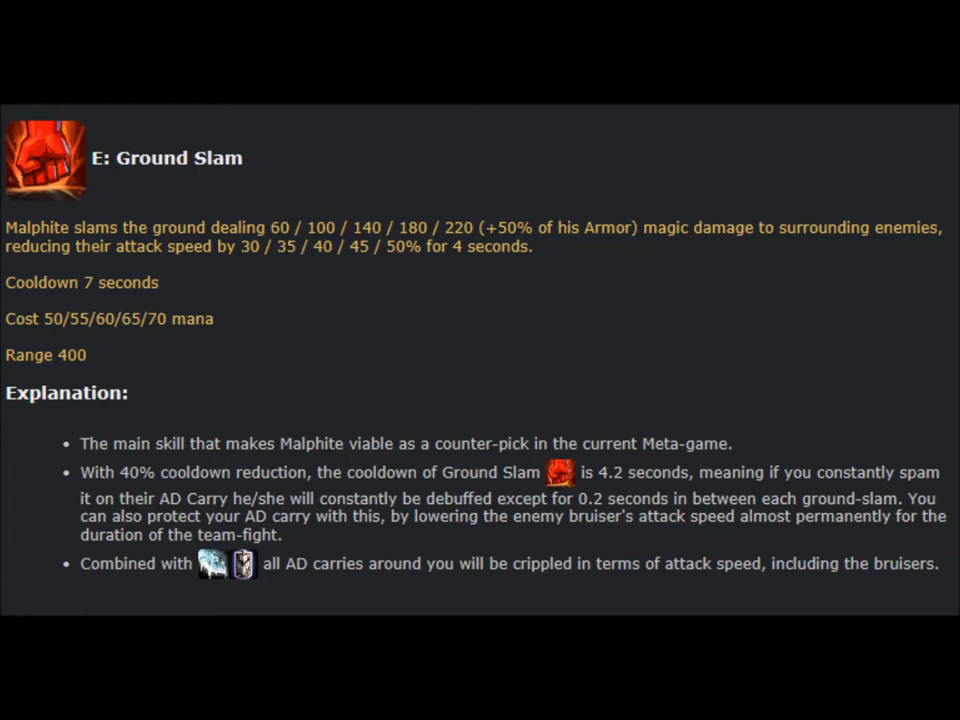 E: Ground Slam
Malphite slams the ground dealing 60 / 100 / 140 / 180 / 220 (+50% of his Armor) magic damage to surrounding enemies,
reducing their attack speed by 30 / 35 / 40 / 45 / 50% for 4 seconds.
Cooldown 7 seconds
Cost 50/55/60/65/70 mana
Range 400
Explanation:
• The main skill that makes Malphite viable as a counter-pick in the current Meta-game.
• With 40% cooldown reduction, the cooldown of Ground Slam is 4.2 seconds, meaning if you constantly spam
it on their AD Carry he/she will constantly be debuffed except for 0.2 seconds in between each ground-slam. You
can also protect your AD carry with this, by lowering the enemy bruiser's attack speed almost permanently for the
duration of the team-fight.
• Combined with all AD carries around you will be crippled in terms of attack speed, including the bruisers.